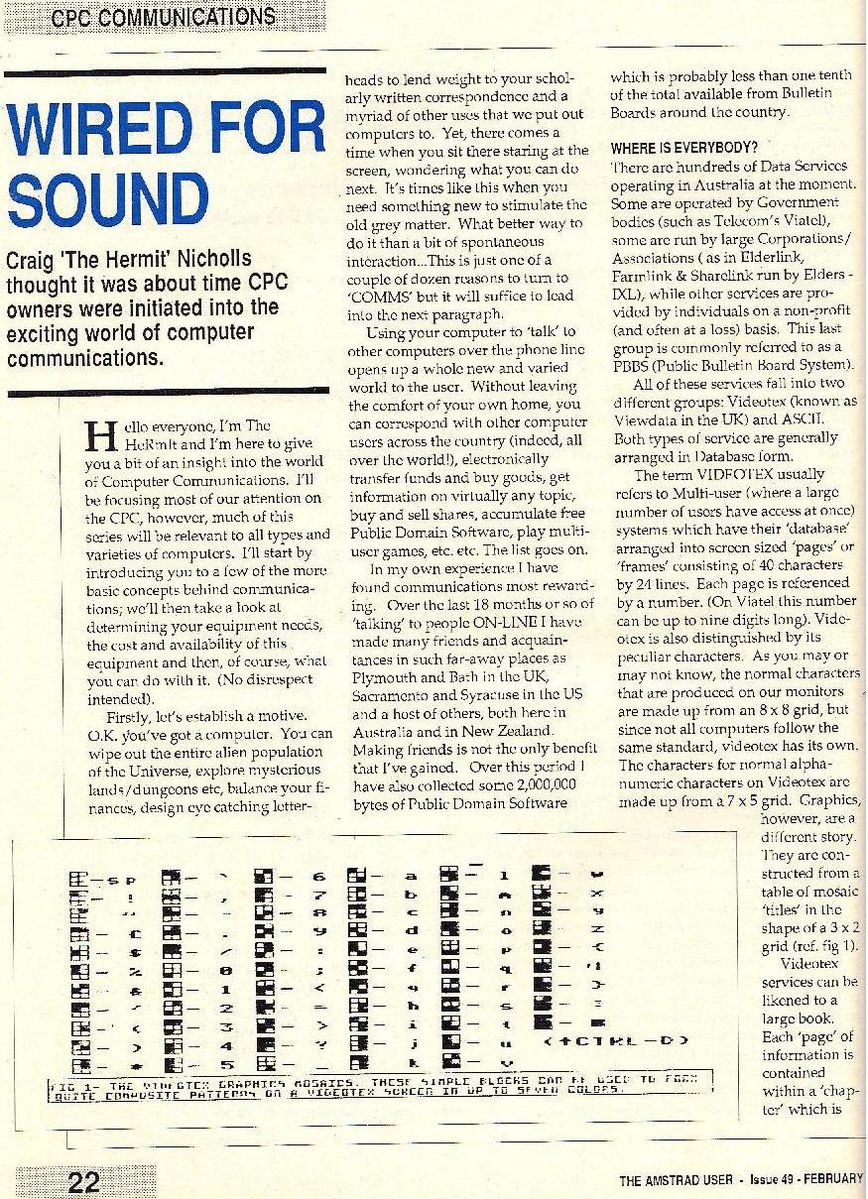 CPC COMMUNICATIONS
WIRED FOR
SOUND
Craig 'The Hermit' Nicholls
thought it was about time CPC
owners were initiated into the
exciting world of computer
communications.
Hello everyone, I'm The
HeRmIt and I'm here to give
you a bit of an insight into the world
of Computer Communications. I'll
be focusing most of our attention on
the CPC, however, much of this
series will be relevant to all types and
varieties of computers. I'll start by
introducing you to a few of the more
basic concepts behind communica-
tions; we'll then take a look at
determining your equipment needs,
the cost and availability of this
equipment and then, of course, what
you can do with it. (No disrespect
intended).
Firstly, let's establish a motive.
O.K. you've got a computer. You can
wipe out the entire alien population
of the Universe, explore mysterious
lands/dungeons etc, balance your fi-
nances, design eye catching letter-
heads to lend weight to your schol-
arly written correspondence and a
myriad of other uses that we put out
computers to. Yet, there comes a
time when you sit there staring at the
screen, wondering what you can do
next. It's times like this when you
need something new to stimulate the
old grey matter. What better way to
do it than a bit of spontaneous
interaction...This is just one of a
couple of dozen reasons to turn to
'COMMS' but it will suffice to lead
into the next paragraph.
Using your computer to 'talk' to
other computers over the phone line
opens up a whole new and varied
world to the user. Without leaving
the comfort of your own home, you
can correspond with other computer
users across the country (indeed, all
over the world!), electronically
transfer funds and buy goods, get
information on virtually any topic,
buy and sell shares, accumulate free
Public Domain Software, play multi-
user games, etc. etc. The list goes on.
In my own experience I have
found communications most reward-
ing. Over the last 18 months or so of
'talking' to people ON-LINE I have
made many friends and acquain-
tances in such far-away places as
Plymouth and Bath in the UK,
Sacramento and Syracuse in the US
and a host of others, both here in
Australia and in New Zealand.
Making friends is not the only benefit
that I've gained. Over this period I
have also collected some 2,000,000
bytes of Public Domain Software
which is probably less than one tenth
of the total available from Bulletin
Boards around the country.
WHERE IS EVERYBODY?
There are hundreds of Data Services
operating in Australia at the moment.
Some are operated by Government
bodies (such as Telecom's Viatel),
some are run by large Corporations/
Associations ( as in Elderlink,
Farmlink & Sharelink run by Elders -
IXL), while other services are pro-
vided by individuals on a non-profit
(and often at a loss) basis. This last
group is commonly referred to as a
PBBS (Public Bulletin Board System).
All of these services fall into two
different groups: Videotex (known as
Viewdata in the UK) and ASCII.
Both types of service are generally
arranged in Database form.
The term VIDEOTEX usually
refers to Multi-user (where a large
number of users have access at once)
systems which have their 'database'
arranged into screen sized 'pages' or
'frames' consisting of 40 characters
by 24 lines. Each page is referenced
by a number. (On Viatel this number
can be up to nine digits long). Vide-
otex is also distinguished by its
peculiar characters. As you may or
may not know, the normal characters
that are produced on our monitors
are made up from an 8 x 8 grid, but
since not all computers follow the
same standard, videotex has its own.
The characters for normal alpha-
numeric characters on Videotex are
made up from a 7 x 5 grid. Graphics,
however, are a
different story.
They are con-
structed from a
table of mosaic
'titles' in the
shape of a 3 x 2
grid (ref. fig 1).
Videotex
services can be
likened to a
large book.
Each 'page' of
information is
contained
within a 'chap-
ter' which is
-sp - 6 - a - l
- ! - 7 - b - x
- " - 8 - c - n - y
- £ - . - 9 - d - o - z
- $ - / - : - e - p
- % - 0 - ; - f - q
- & - 1 - < - r
- ' - 2 - = - h - s
- ( - 3 - > - i - t
- ) - 4 - j - u (+CTRL-D)
- * - 5 - k - v
FIG 1- THE VIDEOTEX GRAPHICS MOSAICS. THESE SIMPLE BLOCKS CAN BE USED TO FORM
QUITE COMPOSITE PATTERNS ON A VIDEOTEX SCREEN IN UP TO SEVEN COLORS.
22
THE AMSTRAD USER - Issue 49 - FEBRUARY